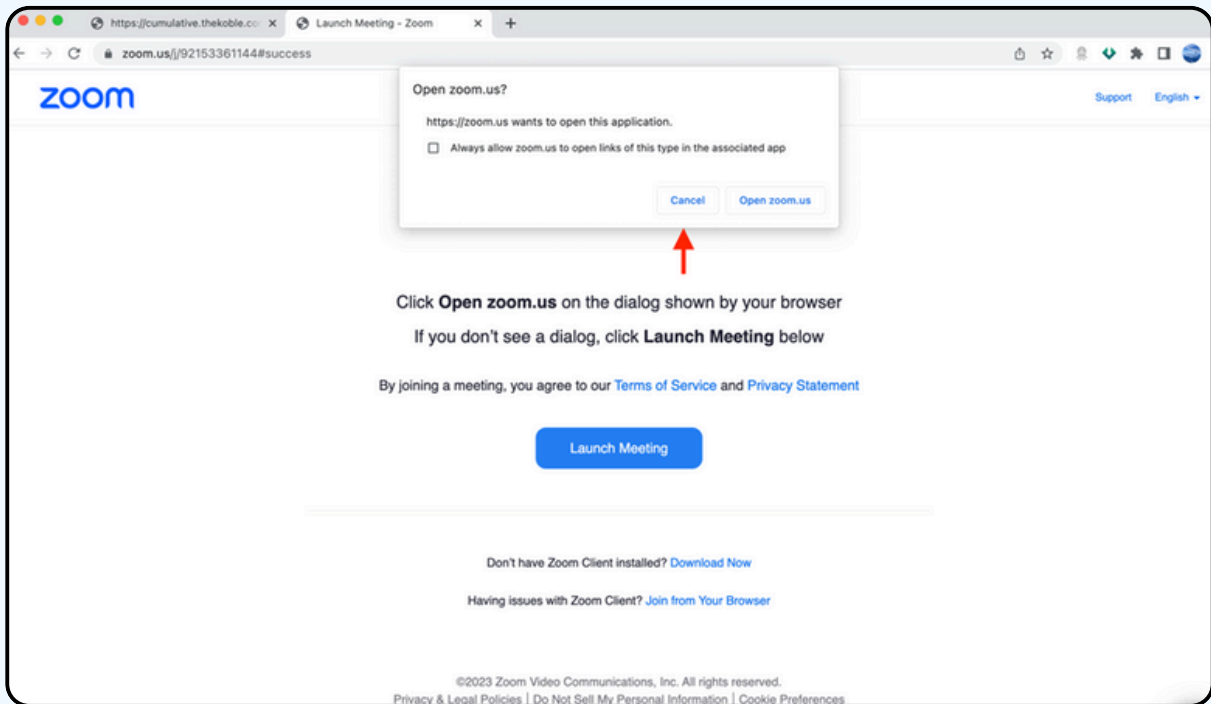 https://cumulative.thekoble.co
Launch Meeting - Zoom
zoom.us/j/92153361144#success
zoom
Support
English
Open zoom.us?
https://zoom.us wants to open this application.
Always allow zoom.us to open links of this type in the associated app
Cancel
Open zoom.us
Click Open zoom.us on the dialog shown by your browser
If you don't see a dialog, click Launch Meeting below
By joining a meeting, you agree to our Terms of Service and Privacy Statement
Launch Meeting
Don't have Zoom Client installed? Download Now
Having issues with Zoom Client? Join from Your Browser
©2023 Zoom Video Communications, Inc. All rights reserved.
Privacy & Legal Policies | Do Not Sell My Personal Information | Cookie Preferences